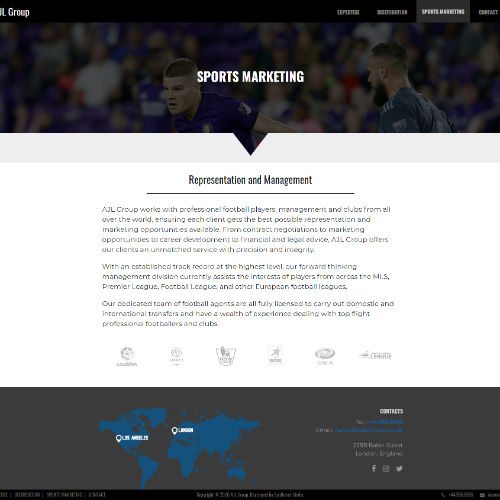 JL Group
EXPERTISE DISTRIBUTION SPORTS MARKETING CONTACT
SPORTS MARKETING
Representation and Management
AJL Group works with professional football players, management and clubs from all
over the world, ensuring each client gets the best possible representation and
marketing opportunities available. From contract negotiations to marketing
opportunities to career development to financial and legal advice, AJL Group offers
our clients an unmatched service with precision and integrity.
With an established track record at the highest level, our forward thinking
management division currently assists the interests of players from across the MLS,
Premier League, Football League, and other European football leagues.
Our dedicated team of football agents are all fully licensed to carry out domestic and
international transfers and have a wealth of experience dealing with top flight
professional footballers and clubs.
LEAGUE
CONTACTS
Tel:
Email:
LONDON
LOS ANGELES
221B Baker Street
London, England
DISTRIBUTION | SPORTS MARKETING | CONTACT
Copyright © 2020 AJL Group. Developed by